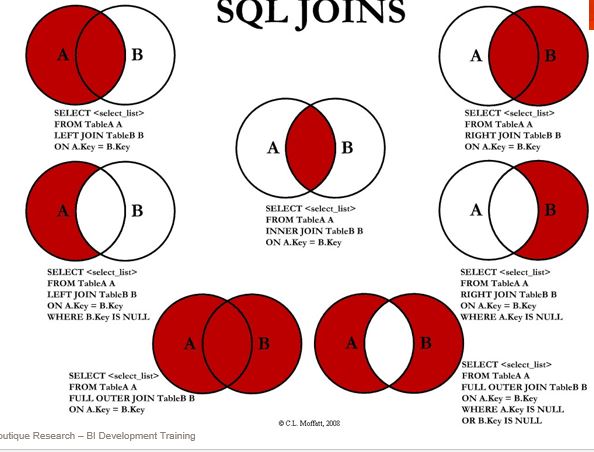 SQL JOINS
A B
SELECT <select_list>
FROM TableA A
LEFT JOIN TableB B
ON A.Key = B.Key
A B
SELECT <select_list>
FROM TableA A
RIGHT JOIN TableB B
ON A.Key = B.Key
A B
SELECT <select_list>
FROM TableA A
INNER JOIN TableB B
ON A.Key = B.Key
A B
SELECT <select_list>
FROM TableA A
LEFT JOIN TableB B
ON A.Key = B.Key
WHERE B.Key IS NULL
A B
SELECT <select_list>
FROM TableA A
RIGHT JOIN TableB B
ON A.Key = B.Key
WHERE A.Key IS NULL
A B
SELECT <select_list>
FROM TableA A
FULL OUTER JOIN TableB B
ON A.Key = B.Key
A B
SELECT <select_list>
FROM TableA A
FULL OUTER JOIN TableB B
ON A.Key = B.Key
WHERE A.Key IS NULL
OR B.Key IS NULL
© C.L. Moffatt, 2008
outique Research – BI Development Training